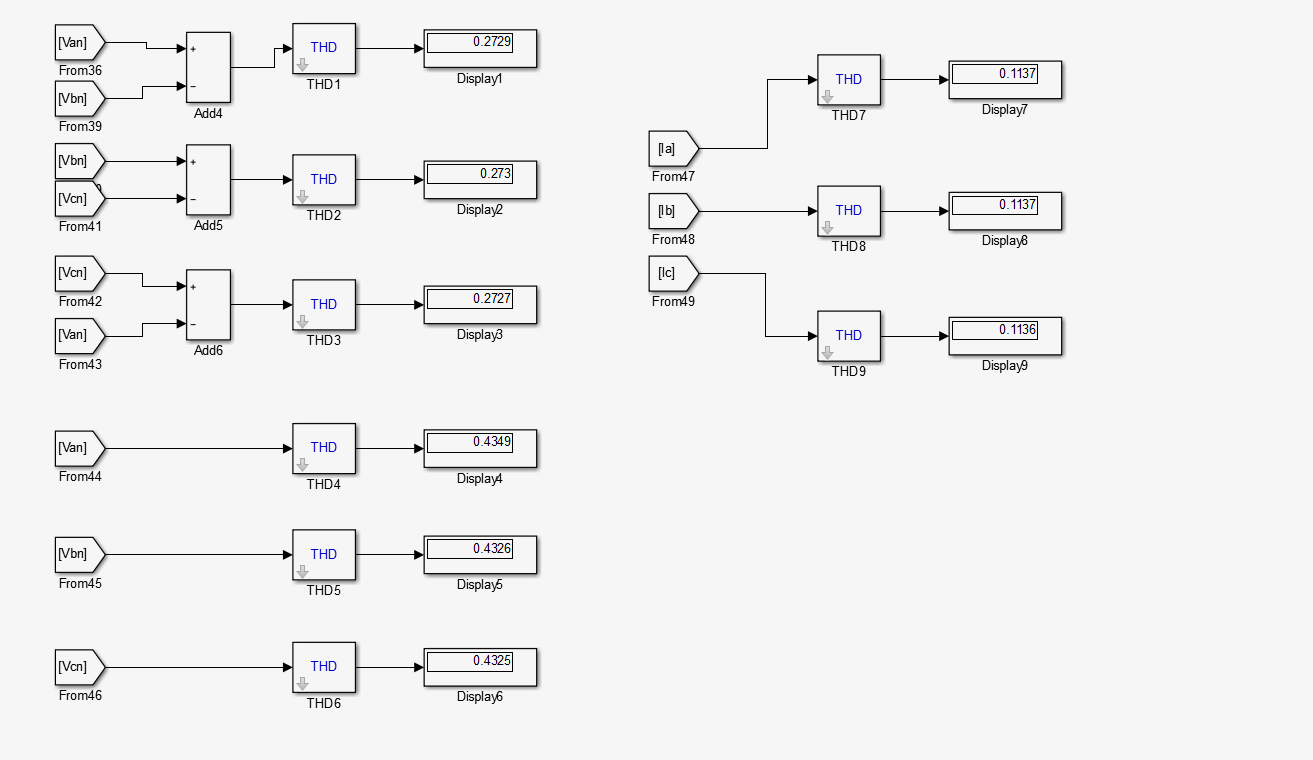 [Van]
From36
[Vbn]
From39
+
−
Add4
THD
THD1
0.2729
Display1
[Vbn]
[Vcn]
From41
+
−
Add5
THD
THD2
0.273
Display2
[Vcn]
From42
[Van]
From43
+
−
Add6
THD
THD3
0.2727
Display3
[Van]
From44
THD
THD4
0.4349
Display4
[Vbn]
From45
THD
THD5
0.4326
Display5
[Vcn]
From46
THD
THD6
0.4325
Display6
[Ia]
From47
THD
THD7
0.1137
Display7
[Ib]
From48
THD
THD8
0.1137
Display8
[Ic]
From49
THD
THD9
0.1136
Display9